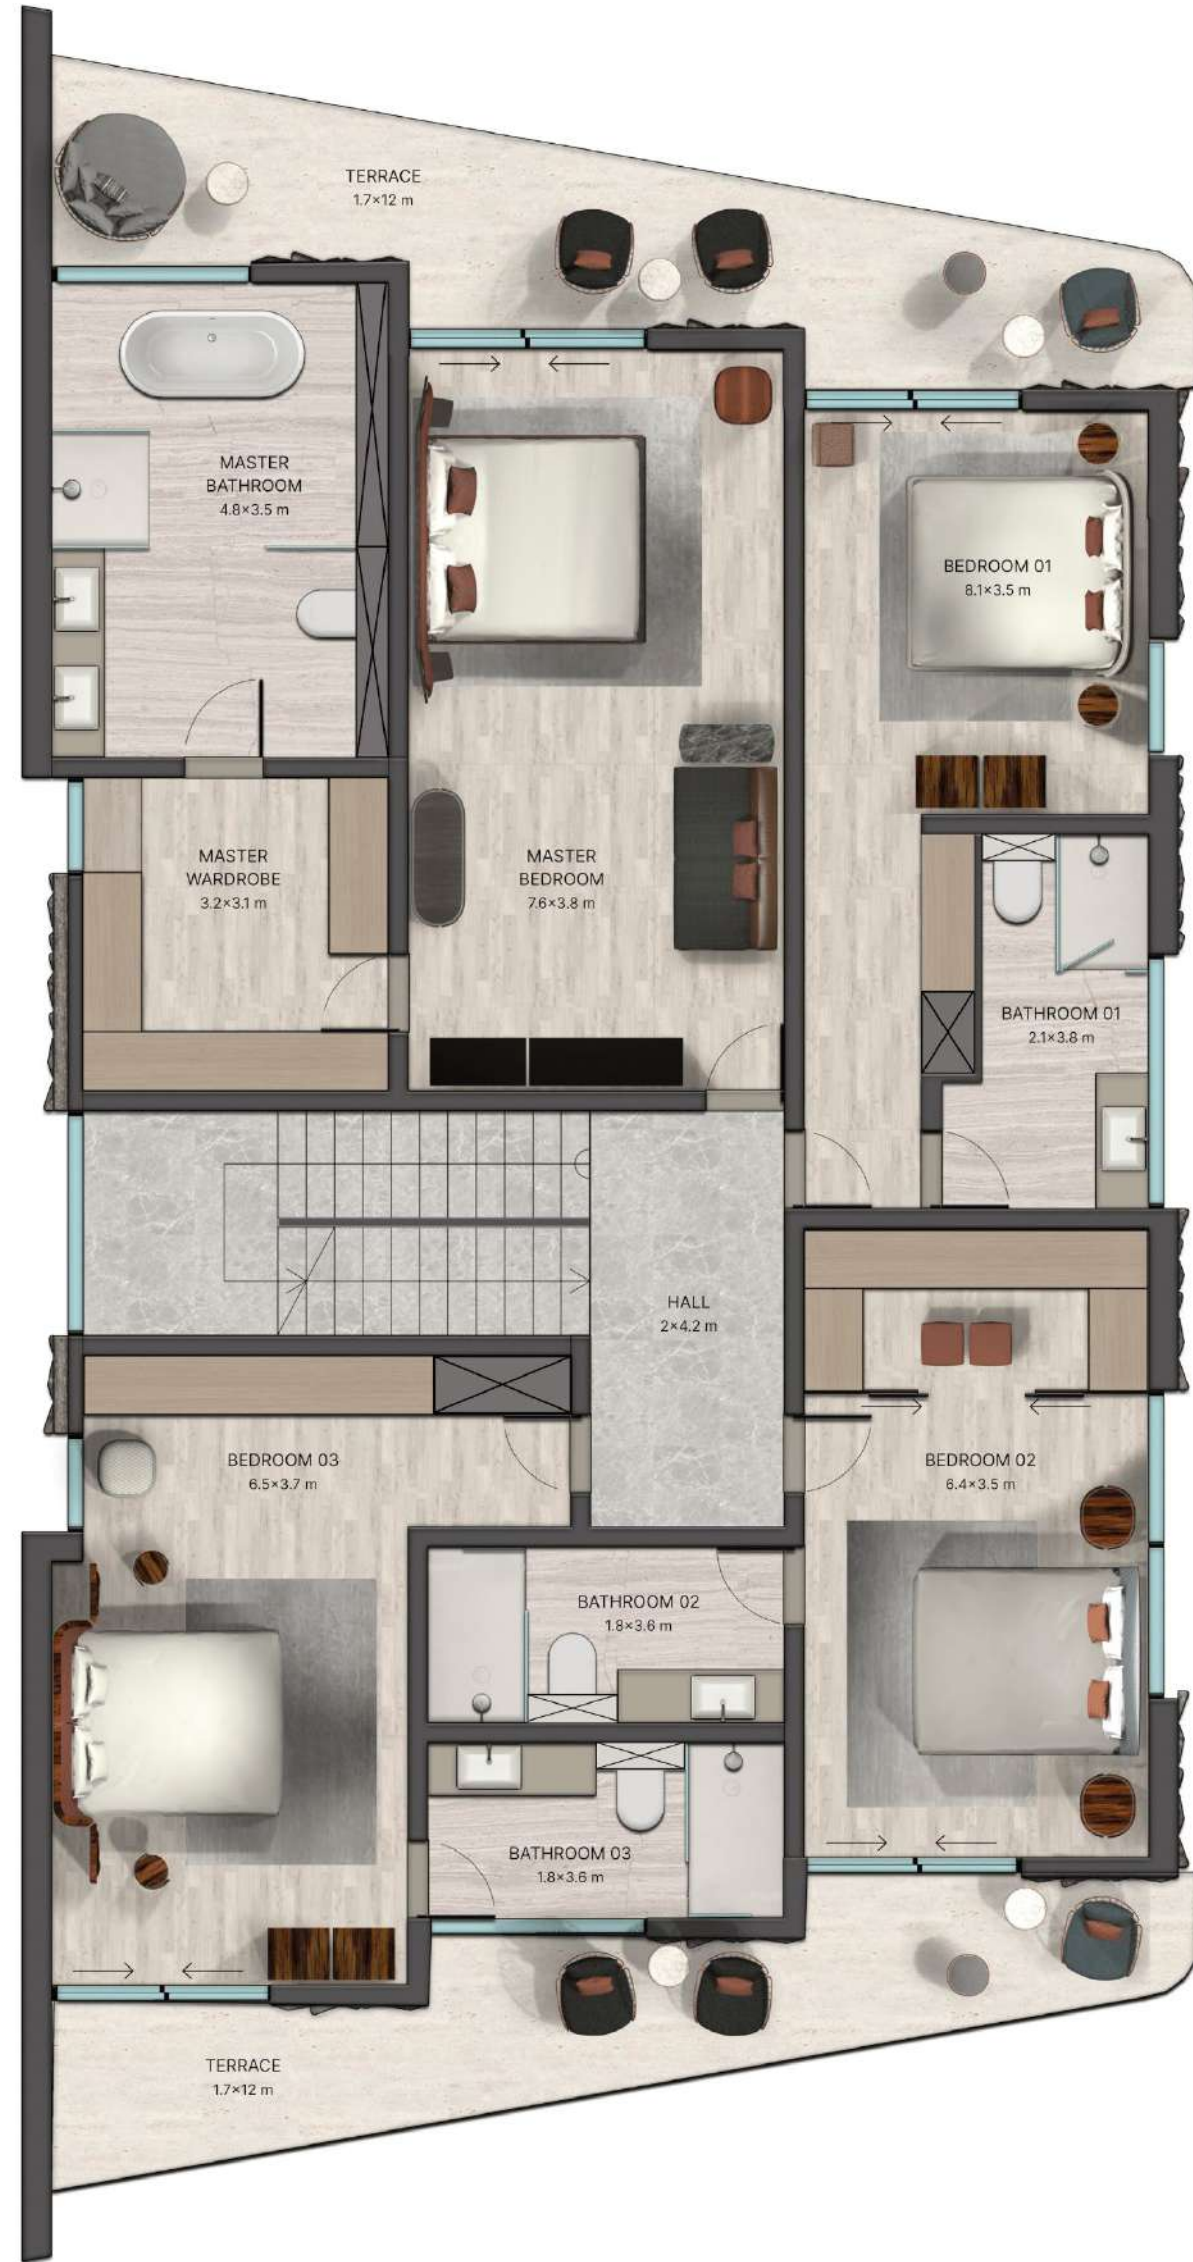 TERRACE
1.7×12 m
MASTER
BATHROOM
4.8×3.5 m
BEDROOM 01
8.1×3.5 m
MASTER
WARDROBE
3.2×3.1 m
MASTER
BEDROOM
7.6×3.8 m
BATHROOM 01
2.1×3.8 m
HALL
2×4.2 m
BEDROOM 03
6.5×3.7 m
BEDROOM 02
6.4×3.5 m
BATHROOM 02
1.8×3.6 m
BATHROOM 03
1.8×3.6 m
TERRACE
1.7×12 m